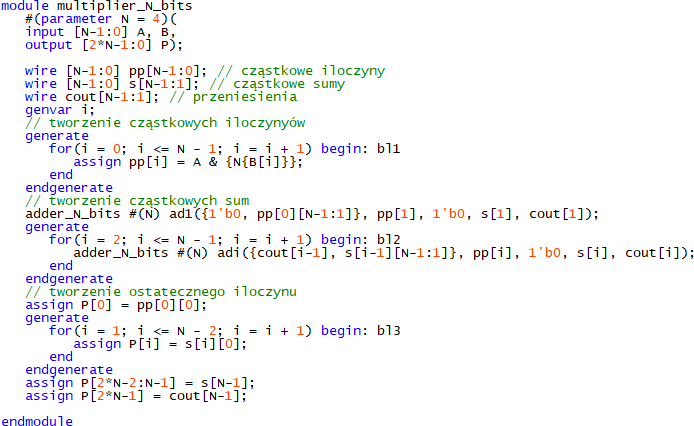 module multiplier_N_bits
#(parameter N = 4)(
input [N-1:0] A, B,
output [2*N-1:0] P);
wire [N-1:0] pp[N-1:0]; // cząstkowe iloczyny
wire [N-1:0] s[N-1:1]; // cząstkowe sumy
wire cout[N-1:1]; // przeniesienia
genvar i;
// tworzenie cząstkowych iloczynyów
generate
for(i = 0; i <= N - 1; i = i + 1) begin: bl1
assign pp[i] = A & {N{B[i]}};
end
endgenerate
// tworzenie cząstkowych sum
adder_N_bits #(N) ad1({1'b0, pp[0][N-1:1]}, pp[1], 1'b0, s[1], cout[1]);
generate
for(i = 2; i <= N - 1; i = i + 1) begin: bl2
adder_N_bits #(N) adi({cout[i-1], s[i-1][N-1:1]}, pp[i], 1'b0, s[i], cout[i]);
end
endgenerate
// tworzenie ostatecznego iloczynu
assign P[0] = pp[0][0];
generate
for(i = 1; i <= N - 2; i = i + 1) begin: bl3
assign P[i] = s[i][0];
end
endgenerate
assign P[2*N-2:N-1] = s[N-1];
assign P[2*N-1] = cout[N-1];
endmodule